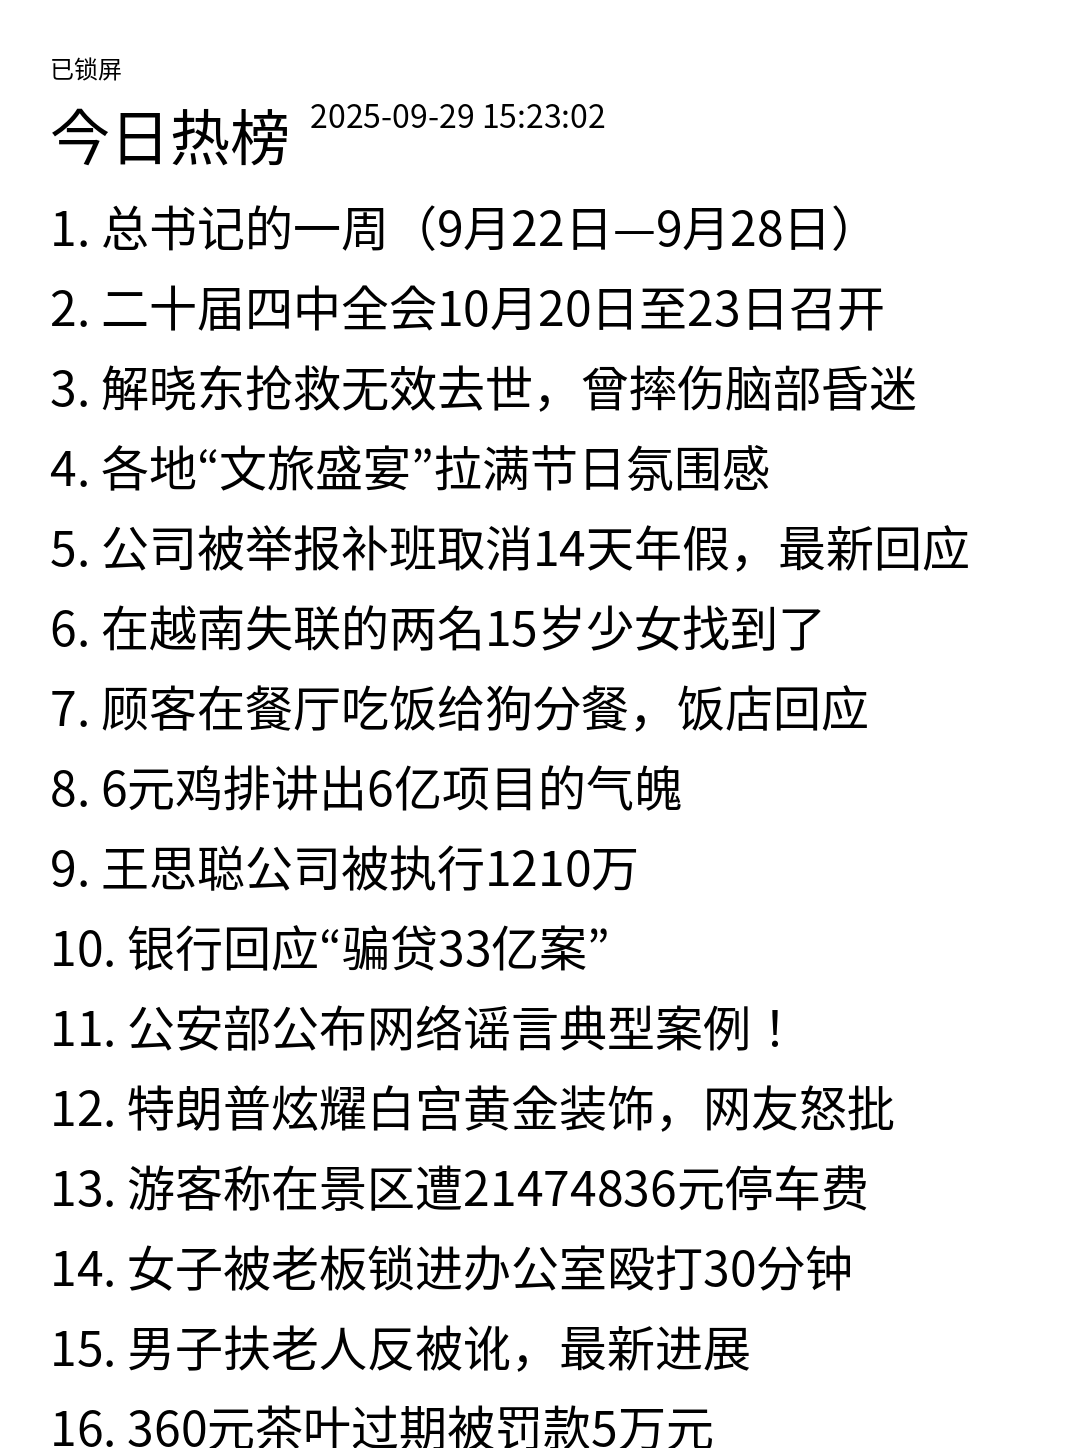 已锁屏
今日热榜 2025-09-29 15:23:02
1. 总书记的一周（9月22日—9月28日）
2. 二十届四中全会10月20日至23日召开
3. 解晓东抢救无效去世，曾摔伤脑部昏迷
4. 各地“文旅盛宴”拉满节日氛围感
5. 公司被举报补班取消14天年假，最新回应
6. 在越南失联的两名15岁少女找到了
7. 顾客在餐厅吃饭给狗分餐，饭店回应
8. 6元鸡排讲出6亿项目的气魄
9. 王思聪公司被执行1210万
10. 银行回应“骗贷33亿案”
11. 公安部公布网络谣言典型案例！
12. 特朗普炫耀白宫黄金装饰，网友怒批
13. 游客称在景区遭21474836元停车费
14. 女子被老板锁进办公室殴打30分钟
15. 男子扶老人反被讹，最新进展
16. 360元茶叶过期被罚款5万元